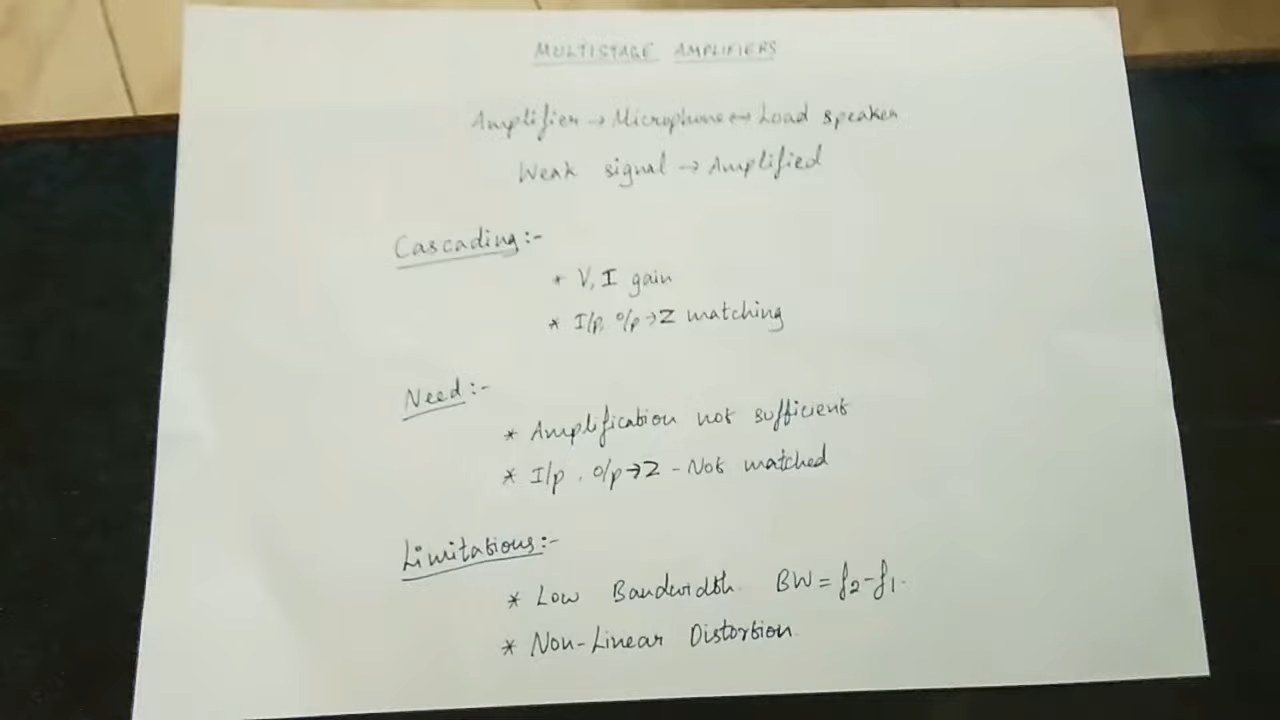 MULTISTAGE AMPLIFIERS
Amplifier → Microphone ↔ Load speaker
Weak signal → Amplified
Cascading :-
* V, I gain
* I/p, o/p → Z matching
Need :-
* Amplification not sufficient
* I/p, o/p → Z - Not matched
Limitations :-
* Low Bandwidth. BW = f2 - f1.
* Non-Linear Distortion.